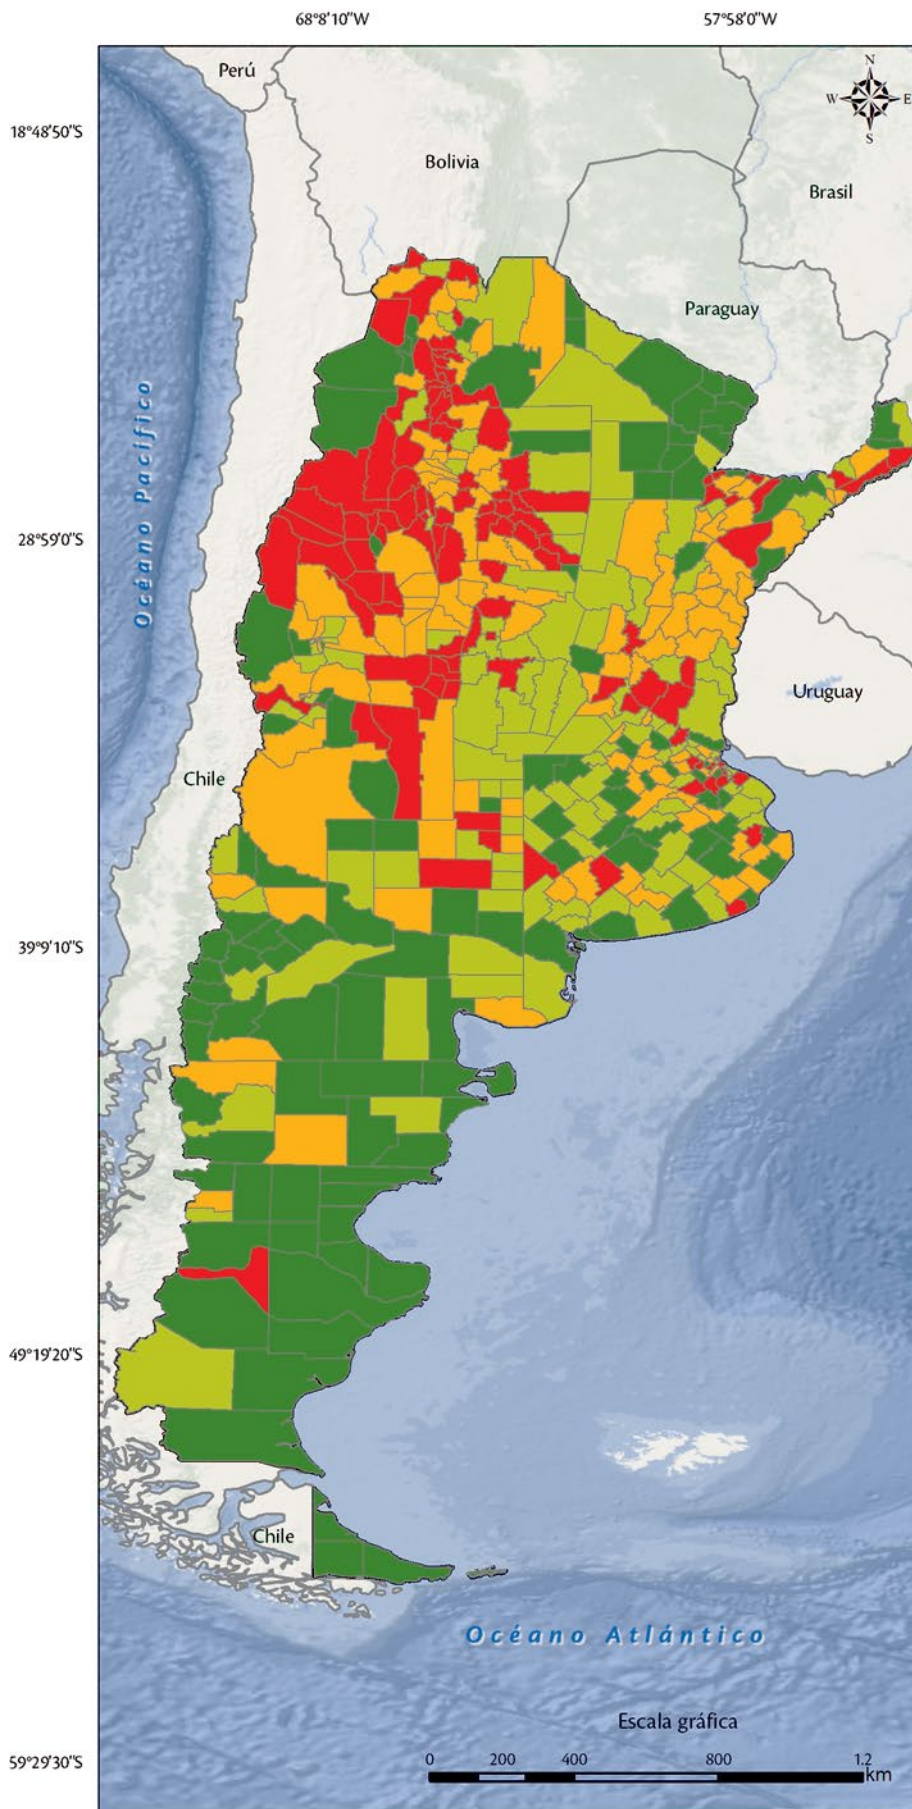 68°8'10"W
57°58'0"W
Perú
N
W
E
S
18°48'50"S
Bolivia
Brasil
Paraguay
Océano Pacifico
28°59'0"S
Uruguay
Chile
39°9'10"S
49°19'20"S
Chile
Océano Atlántico
Escala gráfica
59°29'30"S
0 200 400 800 1.2
km